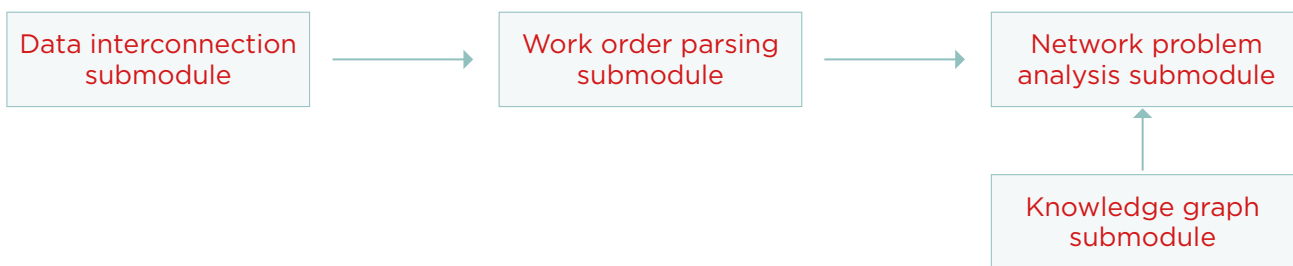 Data interconnection
submodule
Work order parsing
submodule
Network problem
analysis submodule
Knowledge graph
submodule